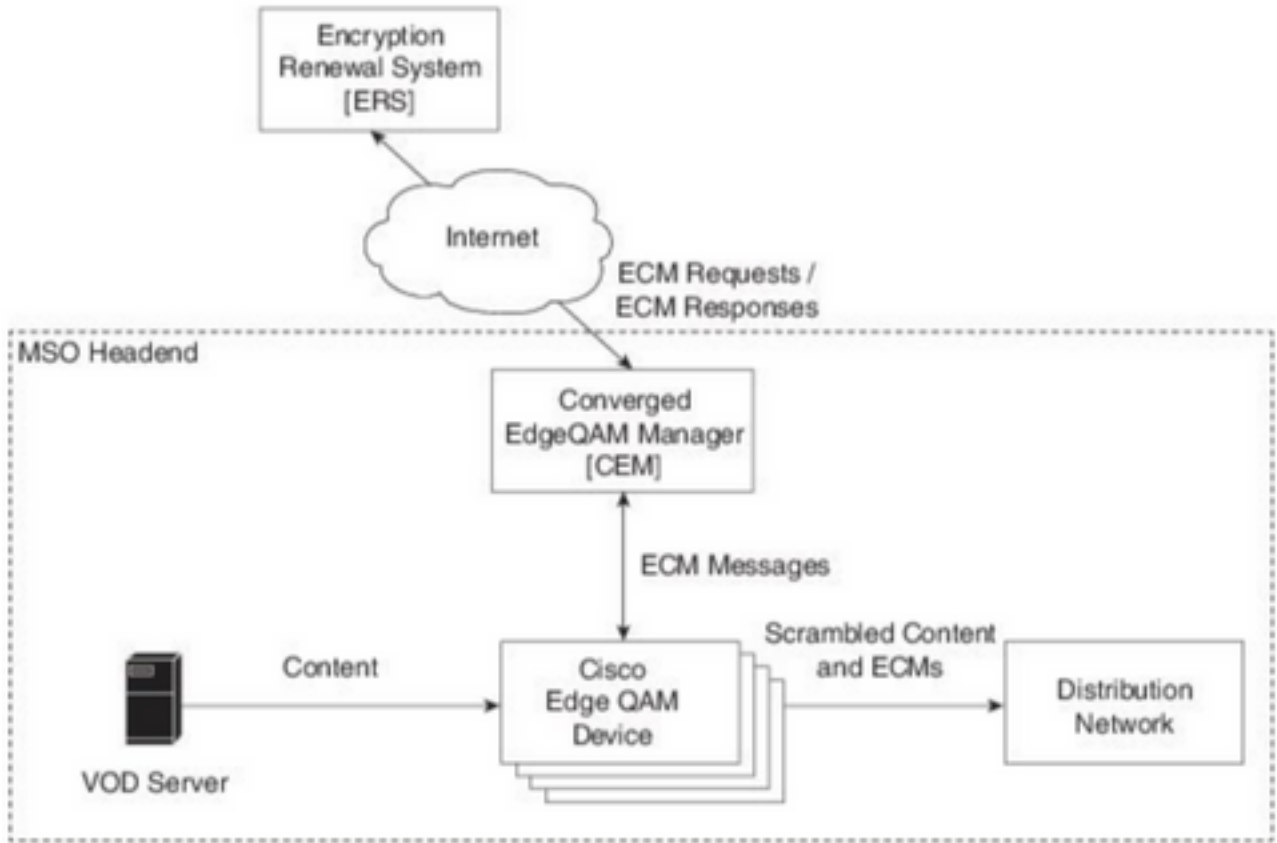 Encryption
Renewal System
[ERS]
Internet
ECM Requests /
ECM Responses
MSO Headend
Converged
EdgeQAM Manager
[CEM]
ECM Messages
Content
Cisco
Edge QAM
Device
Scrambled Content
and ECMs
Distribution
Network
VOD Server